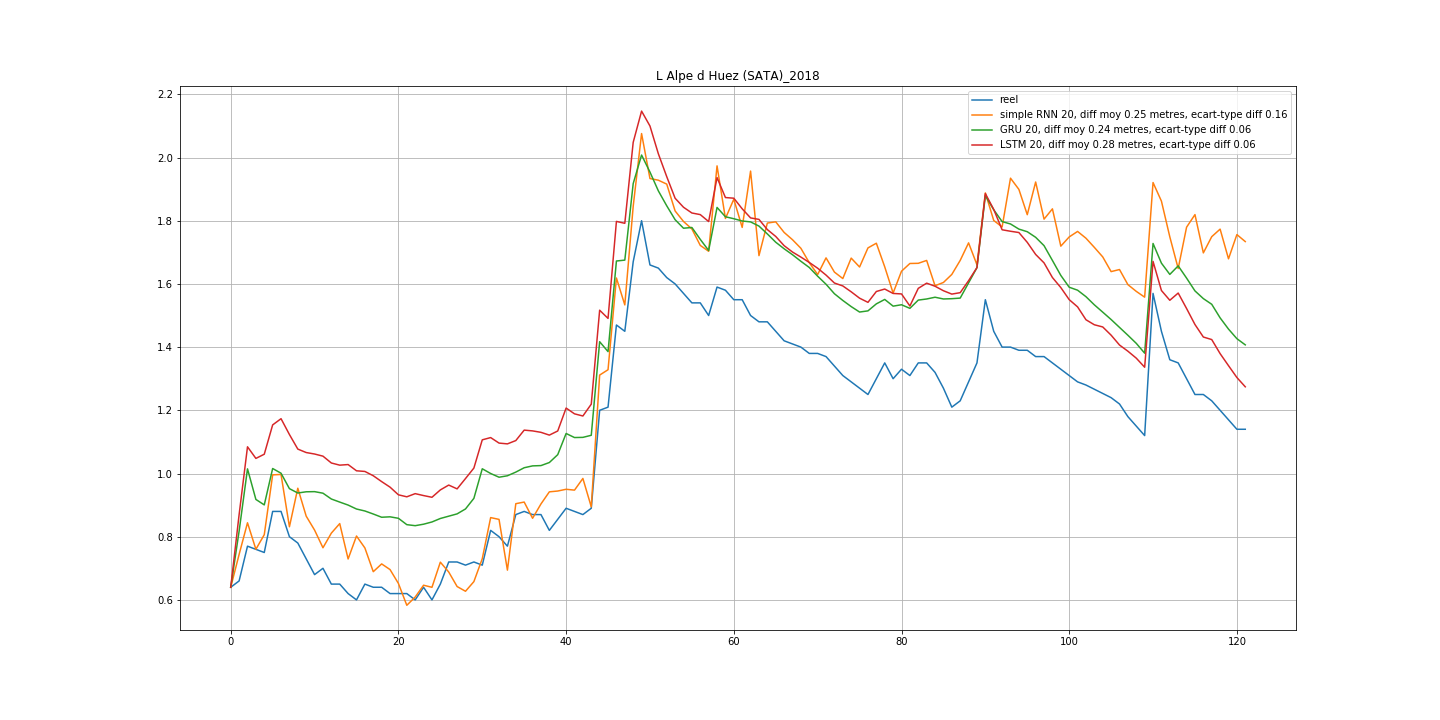 L Alpe d Huez (SATA)_2018
reel
simple RNN 20, diff moy 0.25 metres, ecart-type diff 0.16
GRU 20, diff moy 0.24 metres, ecart-type diff 0.06
LSTM 20, diff moy 0.28 metres, ecart-type diff 0.06
2.2
2.0
1.8
1.6
1.4
1.2
1.0
0.8
0.6
0 20 40 60 80 100 120